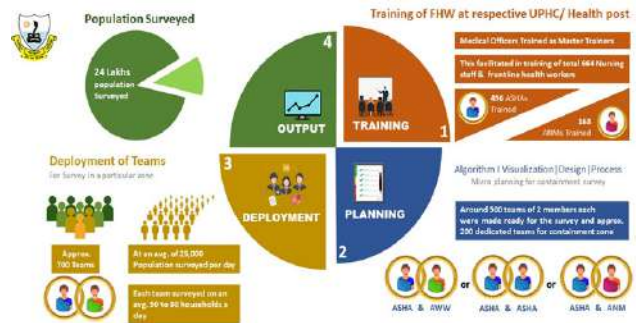 Population Surveyed
24 Lakhs
population
Surveyed
4
OUTPUT
Training of FHW at respective UPHC/ Health post
Medical Officers Trained as Master Trainers
This facilitated in training of total 664 Nursing
staff & frontline health workers
ASHAs
Trained
168
ANMs Trained
TRAINING
1
Deployment of Teams
For Survey in a particular zone
3
DEPLOYMENT
Approx.
700 Teams
At an avg. of 25,000
Population surveyed per day
Each team surveyed on an
avg. 50 to 60 households a
day
PLANNING
2
Algorithm I Visualization|Design|Process
Micro planning for containment survey
Around 500 teams of 2 members each
were made ready for the survey and approx.
200 dedicated teams for containment zone
or
or
ASHA & AWW
ASHA & ASHA
ASHA & ANM